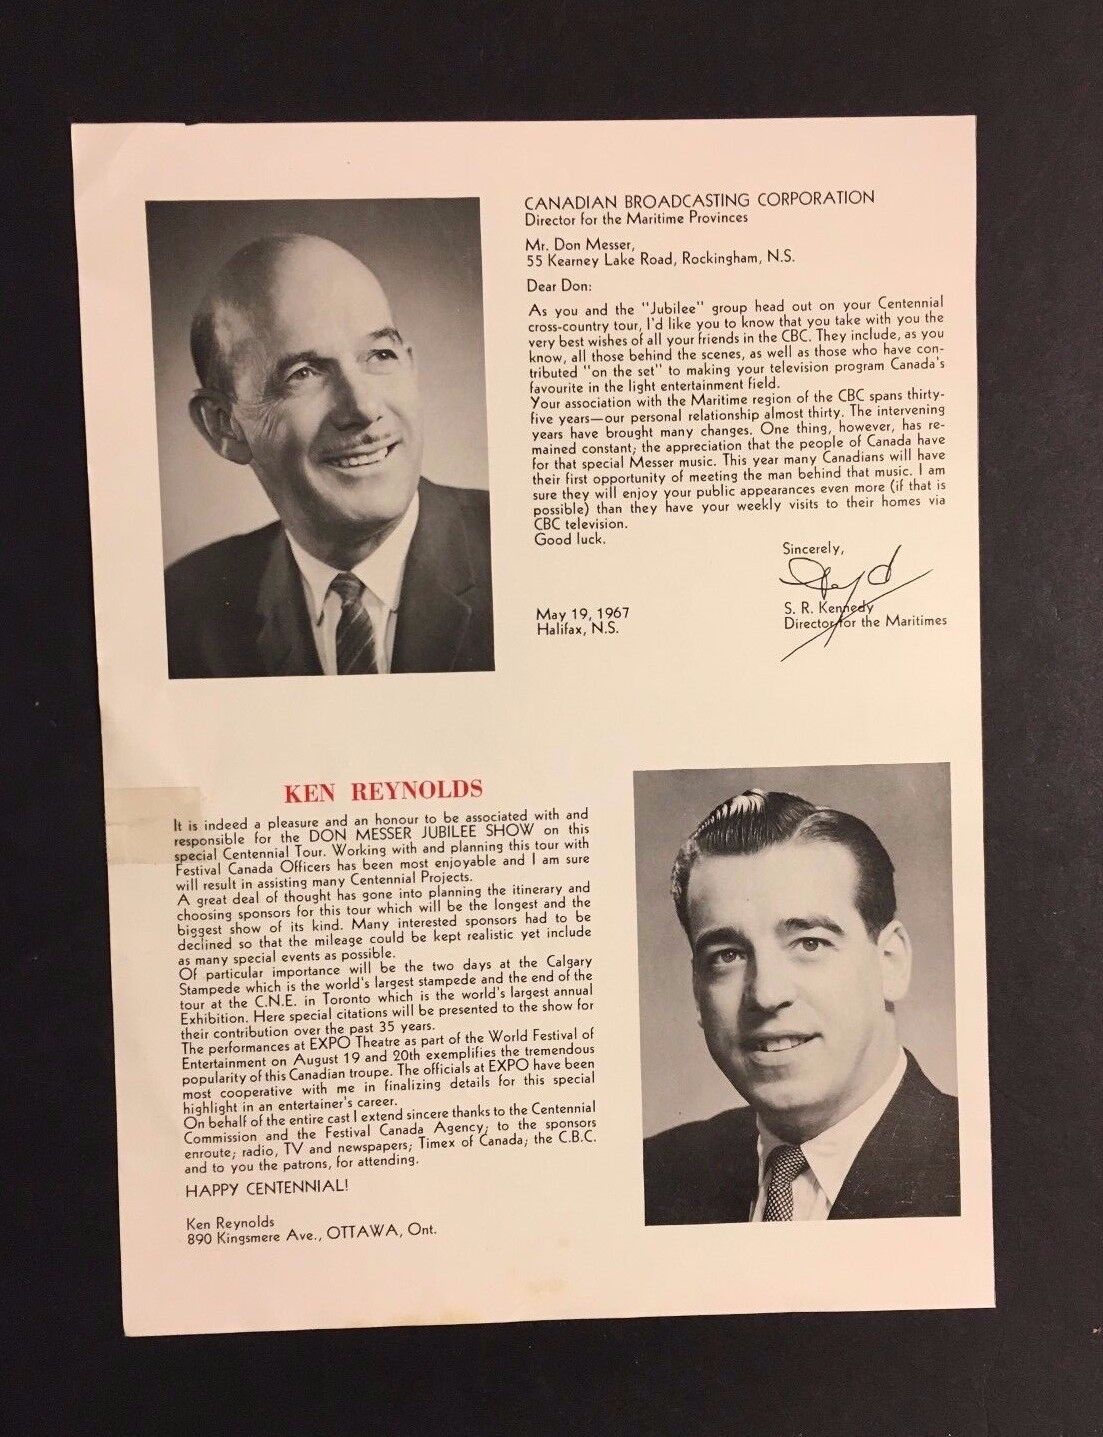 CANADIAN BROADCASTING CORPORATION
Director for the Maritime Provinces
Mr. Don Messer,
55 Kearney Lake Road, Rockingham, N.S.
Dear Don:
As you and the "Jubilee" group head out on your Centennial
cross-country tour, I'd like you to know that you take with you the
very best wishes of all your friends in the CBC. They include, as you
know, all those behind the scenes, as well as those who have con-
tributed "on the set" to making your television program Canada's
favourite in the light entertainment field.
Your association with the Maritime region of the CBC spans thirty-
five years—our personal relationship almost thirty. The intervening
years have brought many changes. One thing, however, has re-
mained constant; the appreciation that the people of Canada have
for that special Messer music. This year many Canadians will have
their first opportunity of meeting the man behind that music. I am
sure they will enjoy your public appearances even more (if that is
possible) than they have your weekly visits to their homes via
CBC television.
Good luck.
Sincerely,
S. R. Kennedy
Director for the Maritimes
May 19, 1967
Halifax, N.S.
KEN REYNOLDS
It is indeed a pleasure and an honour to be associated with and
responsible for the DON MESSER JUBILEE SHOW on this
special Centennial Tour. Working with and planning this tour with
Festival Canada Officers has been most enjoyable and I am sure
will result in assisting many Centennial Projects.
A great deal of thought has gone into planning the itinerary and
choosing sponsors for this tour which will be the longest and the
biggest show of its kind. Many interested sponsors had to be
declined so that the mileage could be kept realistic yet include
as many special events as possible.
Of particular importance will be the two days at the Calgary
Stampede which is the world's largest stampede and the end of the
tour at the C.N.E. in Toronto which is the world's largest annual
Exhibition. Here special citations will be presented to the show for
their contribution over the past 35 years.
The performances at EXPO Theatre as part of the World Festival of
Entertainment on August 19 and 20th exemplifies the tremendous
popularity of this Canadian troupe. The officials at EXPO have been
most cooperative with me in finalizing details for this special
highlight in an entertainer's career.
On behalf of the entire cast I extend sincere thanks to the Centennial
Commission and the Festival Canada Agency; to the sponsors
enroute; radio, TV and newspapers; Timex of Canada; the C.B.C.
and to you the patrons, for attending.
HAPPY CENTENNIAL!
Ken Reynolds
890 Kingsmere Ave., OTTAWA, Ont.